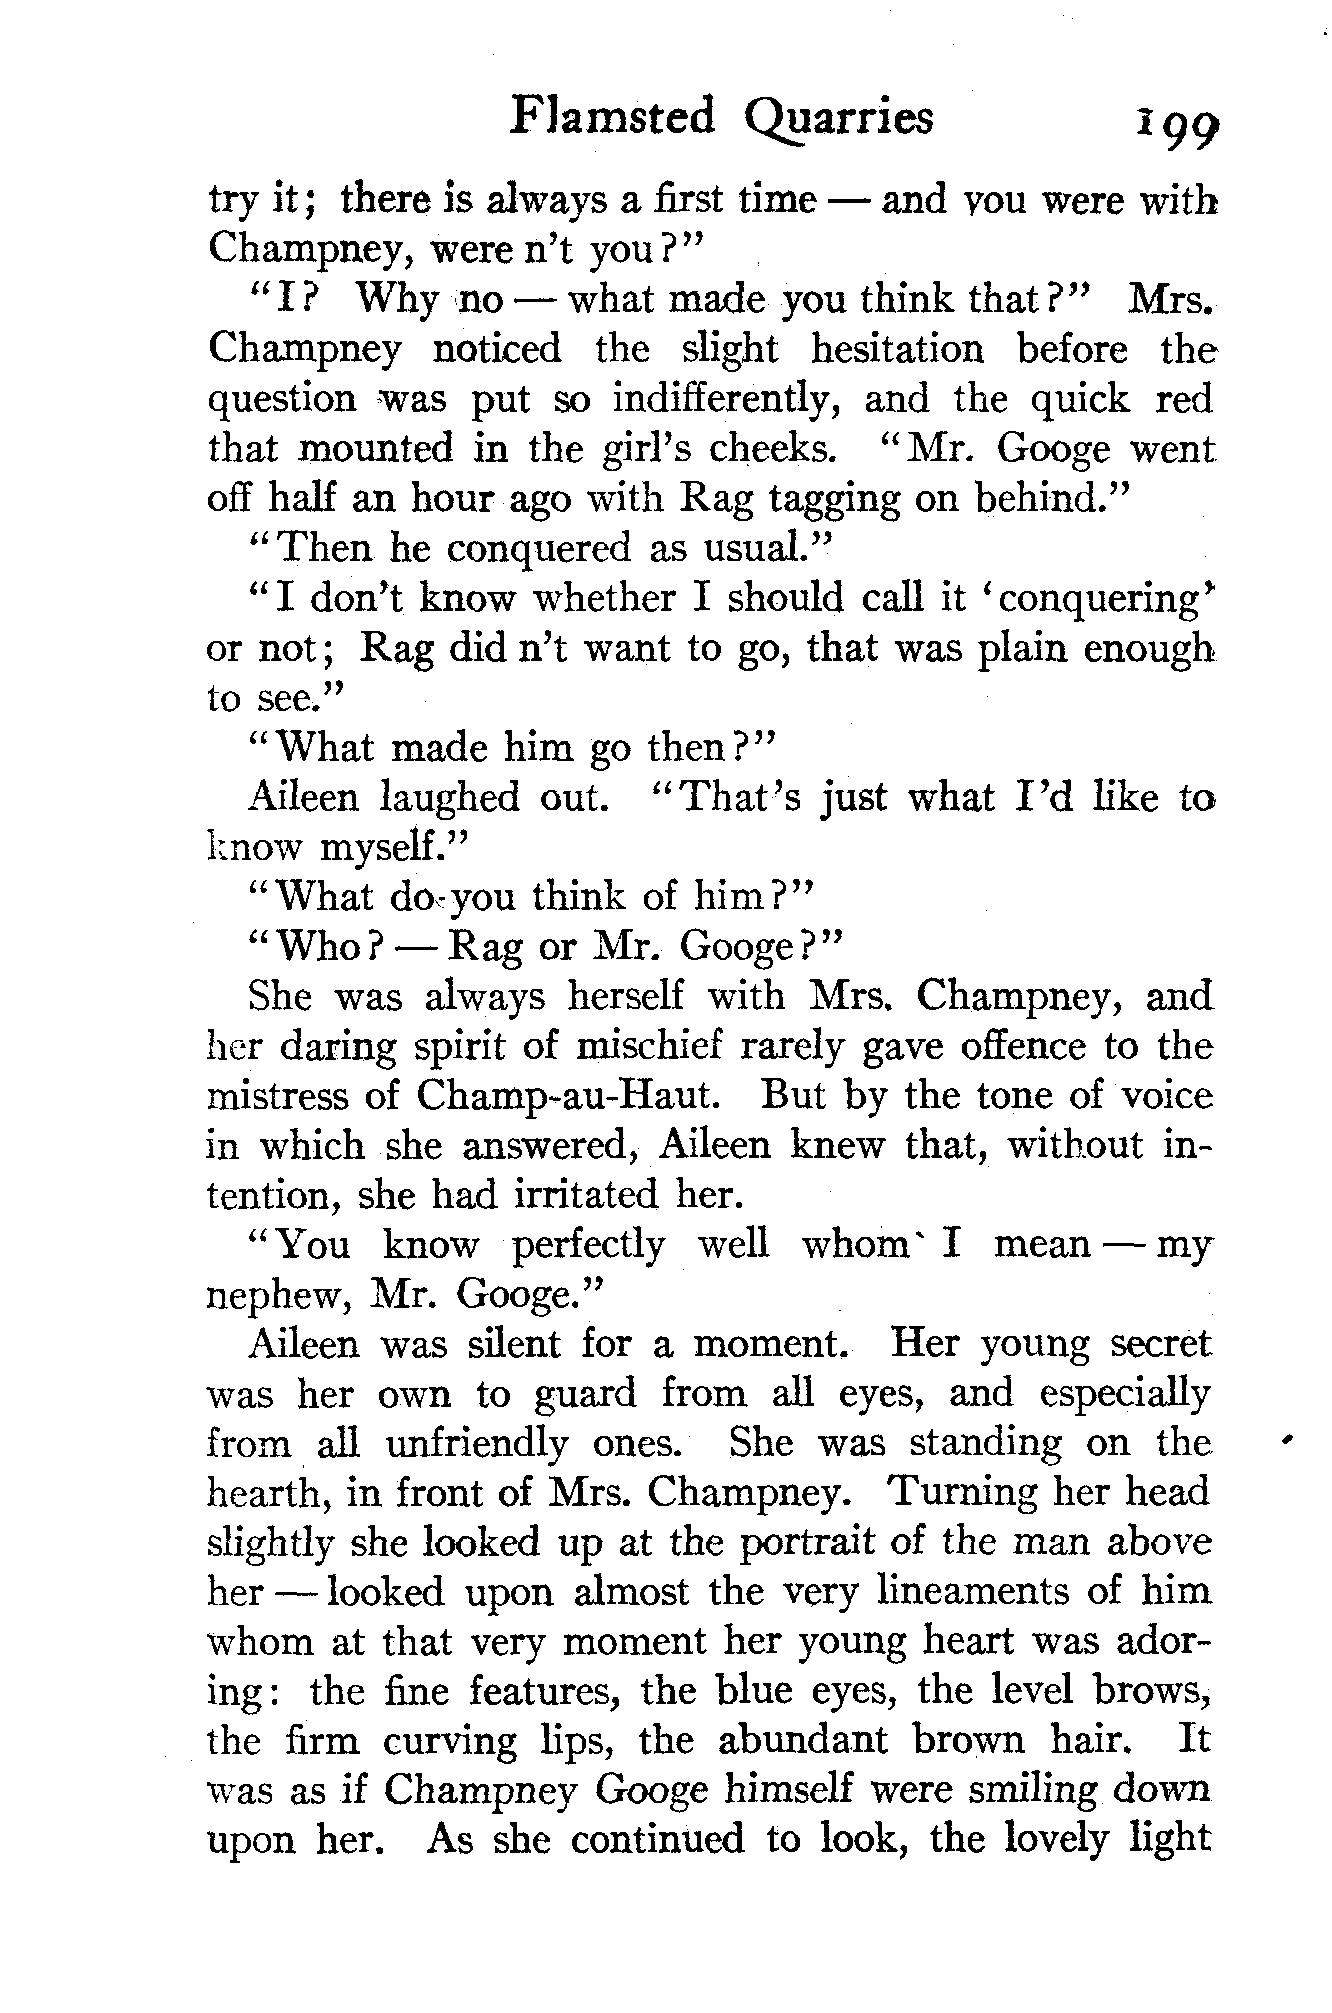 Flamsted Quarries 199
try it; there is always a first time — and you were with
Champney, were n't you?"
"I? Why no — what made you think that?" Mrs.
Champney noticed the slight hesitation before the
question was put so indifferently, and the quick red
that mounted in the girl's cheeks. "Mr. Googe went
off half an hour ago with Rag tagging on behind."
"Then he conquered as usual."
"I don't know whether I should call it 'conquering'
or not; Rag did n't want to go, that was plain enough
to see."
"What made him go then?"
Aileen laughed out. "That's just what I'd like to
know myself."
"What do you think of him?"
"Who? — Rag or Mr. Googe?"
She was always herself with Mrs. Champney, and
her daring spirit of mischief rarely gave offence to the
mistress of Champ-au-Haut. But by the tone of voice
in which she answered, Aileen knew that, without in-
tention, she had irritated her.
"You know perfectly well whom I mean — my
nephew, Mr. Googe."
Aileen was silent for a moment. Her young secret
was her own to guard from all eyes, and especially
from all unfriendly ones. She was standing on the
hearth, in front of Mrs. Champney. Turning her head
slightly she looked up at the portrait of the man above
her — looked upon almost the very lineaments of him
whom at that very moment her young heart was ador-
ing: the fine features, the blue eyes, the level brows,
the firm curving lips, the abundant brown hair. It
was as if Champney Googe himself were smiling down
upon her. As she continued to look, the lovely light